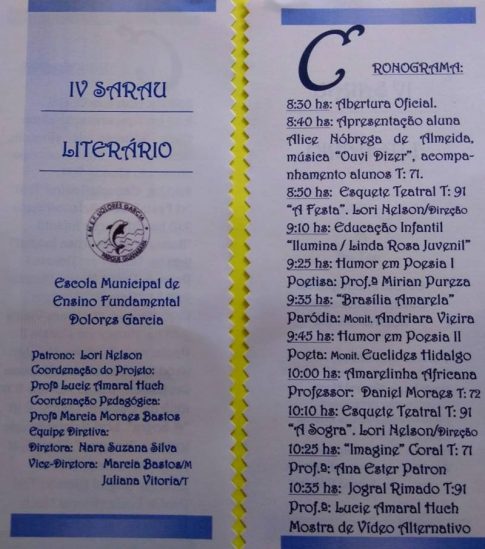 IV SARAU
LITERÁRIO
E.M.E.F. DOLORES GARCIA
Escola Municipal de
Ensino Fundamental
Dolores Garcia
Patrono: Lori Nelson
Coordenação do Projeto:
Profª Lucie Amaral Huch
Coordenação Pedagógica:
Profª Marcia Moraes Bastos
Equipe Diretiva:
Diretora: Nara Suzana Silva
Vice-Diretora: Marcia Bastos/M
Juliana Vitoria/T
CRONOGRAMA:
8:30 hs: Abertura Oficial.
8:40 hs: Apresentação aluna
Alice Nóbrega de Almeida,
música "Ouvi Dizer", acompa-
nhamento alunos T: 71.
8:50 hs: Esquete Teatral T: 91
"A Festa". Lori Nelson/Direção
9:10 hs: Educação Infantil
"Ilumina / Linda Rosa Juvenil"
9:25 hs: Humor em Poesia I
Poetisa: Prof.ª Mirian Pureza
9:35 hs: "Brasília Amarela"
Paródia: Monit. Andriara Vieira
9:45 hs: Humor em Poesia II
Poeta: Monit. Euclides Hidalgo
10:00 hs: Amarelinha Africana
Professor: Daniel Moraes T: 72
10:10 hs: Esquete Teatral T: 91
"A Sogra". Lori Nelson/Direção
10:25 hs: "Imagine" Coral T: 71
Prof.ª: Ana Ester Patron
10:35 hs: Jogral Rimado T:91
Prof.ª: Lucie Amaral Huch
Mostra de Vídeo Alternativo